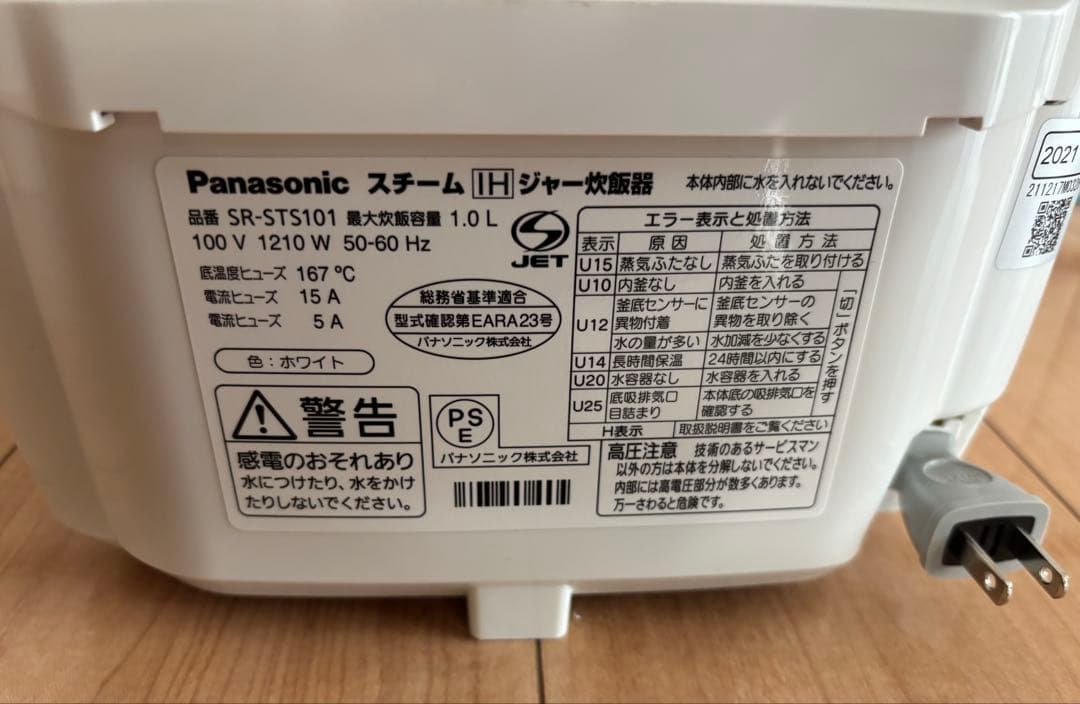 Panasonic スチーム IH ジャー炊飯器 本体内部に水を入れないでください。
品番 SR-STS101 最大炊飯容量 1.0 L
100 V 1210 W 50-60 Hz
底温度ヒューズ 167 ℃
電流ヒューズ 15 A
電流ヒューズ 5 A
色：ホワイト
JET
総務省基準適合
型式確認第EARA23号
パナソニック株式会社
警告
感電のおそれあり
水につけたり、水をかけ
たりしないでください。
PS
E
パナソニック株式会社
エラー表示と処置方法
表示 原因 処置方法
U15 蒸気ふたなし 蒸気ふたを取り付ける
U10 内釜なし 内釜を入れる
U12 釜底センサーに 釜底センサーの
異物付着 異物を取り除く
水の量が多い 水加減を少なくする
U14 長時間保温 24時間以内にする
U20 水容器なし 水容器を入れる
U25 底吸排気口 本体底の吸排気口を
目詰まり 確認する
「切」ボタンを押す
H表示 取扱説明書をご覧ください
高圧注意 技術のあるサービスマン
以外の方は本体を分解しないでください。
内部には高電圧部分が数多くあります。
万一さわると危険です。
2021